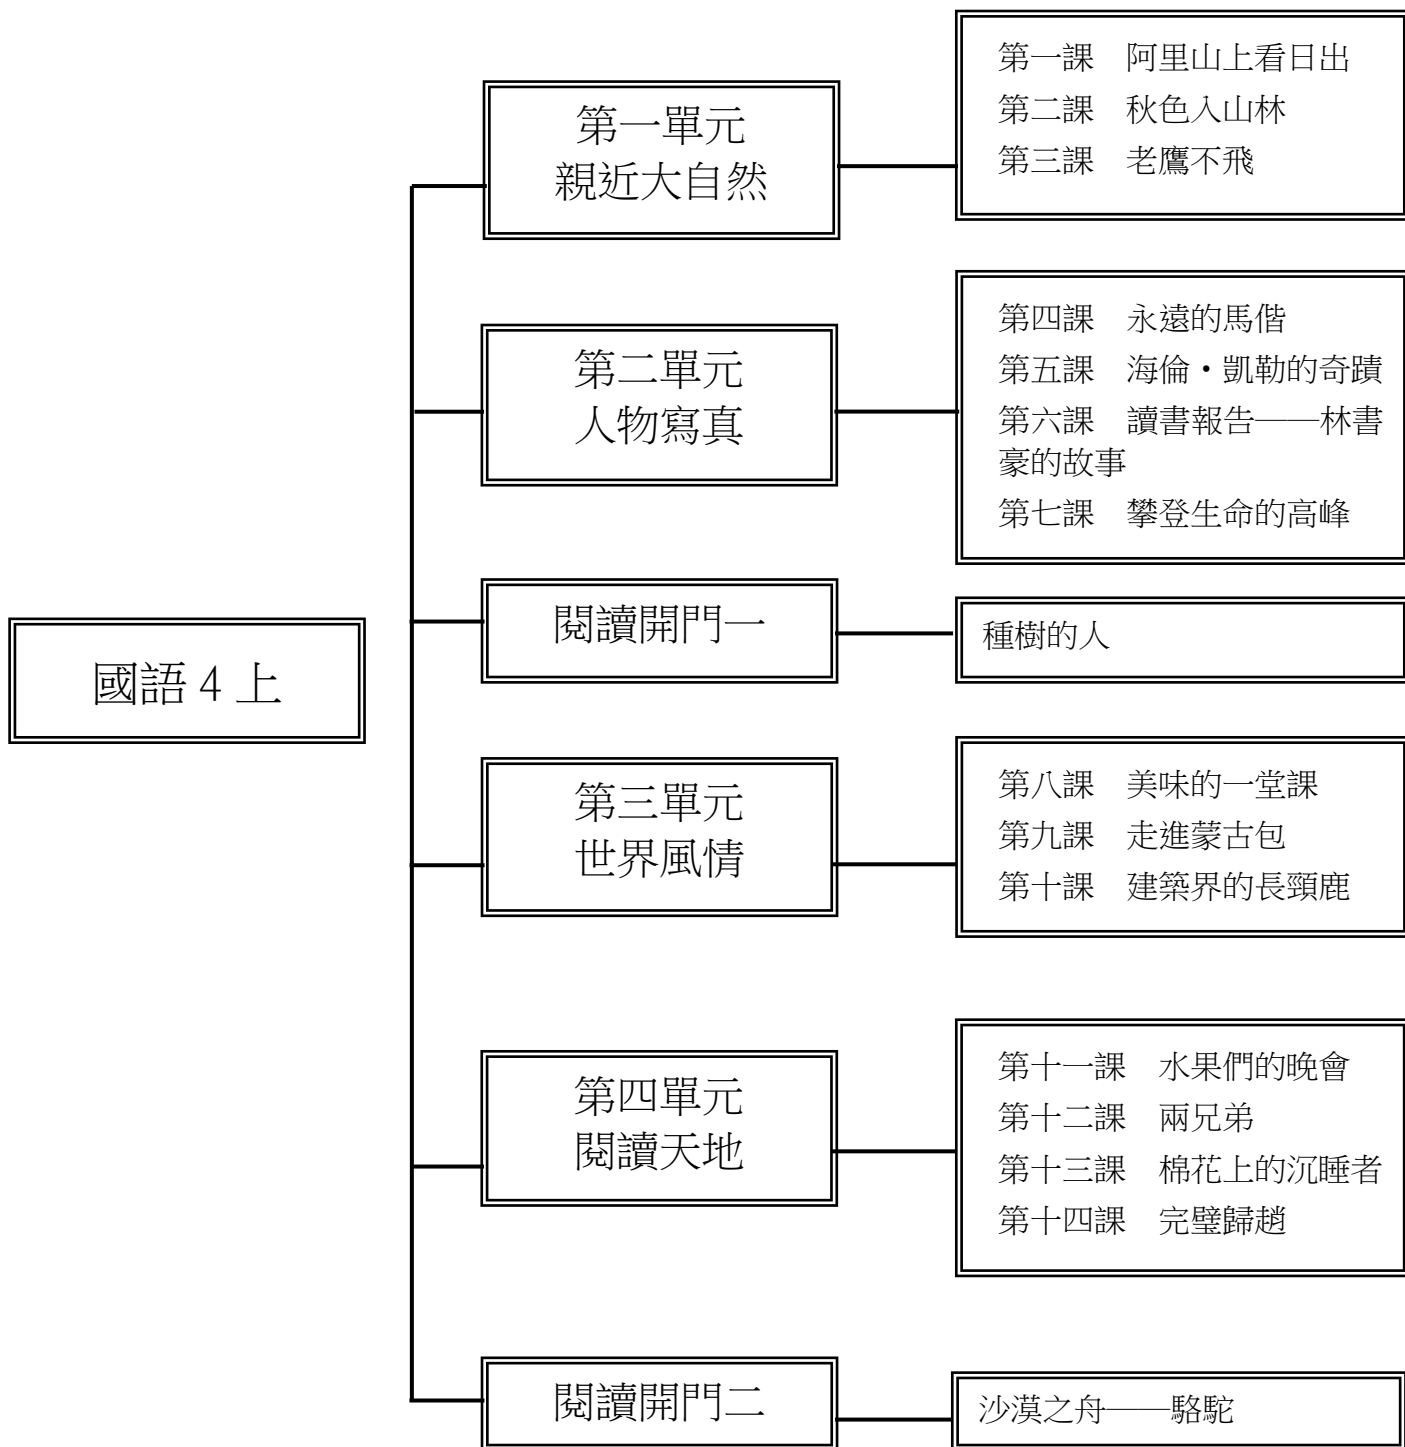 國語4上
第一單元
親近大自然
第一課　阿里山上看日出
第二課　秋色入山林
第三課　老鷹不飛
第二單元
人物寫真
第四課　永遠的馬偕
第五課　海倫・凱勒的奇蹟
第六課　讀書報告──林書
豪的故事
第七課　攀登生命的高峰
閱讀開門一
種樹的人
第三單元
世界風情
第八課　美味的一堂課
第九課　走進蒙古包
第十課　建築界的長頸鹿
第四單元
閱讀天地
第十一課　水果們的晚會
第十二課　兩兄弟
第十三課　棉花上的沉睡者
第十四課　完璧歸趙
閱讀開門二
沙漠之舟──駱駝